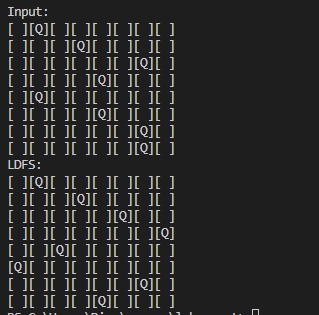 Input:
[ ][Q][ ][ ][ ][ ][ ][ ]
[ ][ ][ ][Q][ ][ ][ ][ ]
[ ][ ][ ][ ][ ][ ][Q][ ]
[ ][ ][ ][ ][Q][ ][ ][ ]
[ ][Q][ ][ ][ ][ ][ ][ ]
[ ][ ][ ][ ][Q][ ][ ][ ]
[ ][ ][ ][ ][ ][ ][Q][ ]
[ ][ ][ ][ ][ ][ ][Q][ ]
LDFS:
[ ][Q][ ][ ][ ][ ][ ][ ]
[ ][ ][ ][Q][ ][ ][ ][ ]
[ ][ ][ ][ ][ ][Q][ ][ ]
[ ][ ][ ][ ][ ][ ][ ][Q]
[ ][ ][Q][ ][ ][ ][ ][ ]
[Q][ ][ ][ ][ ][ ][ ][ ]
[ ][ ][ ][ ][ ][ ][Q][ ]
[ ][ ][ ][ ][Q][ ][ ][ ]